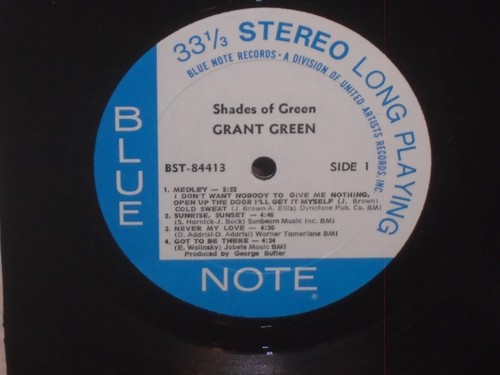 33⅓ STEREO LONG PLAYING
BLUE NOTE RECORDS • A DIVISION OF UNITED ARTISTS RECORDS, INC.
BLUE
NOTE
®
Shades of Green
GRANT GREEN
BST-84413 SIDE 1
1. MEDLEY — 5:52
I DON'T WANT NOBODY TO GIVE ME NOTHING,
OPEN UP THE DOOR I'LL GET IT MYSELF (J. Brown)
COLD SWEAT (J. Brown-A. Ellis) Dynatone Pub Co. BMI
2. SUNRISE, SUNSET — 4:40
(S. Harnick-J. Bock) Sunbeam Music Inc. BMI
3. NEVER MY LOVE — 4:30
(D. Addrisi-D. Addrisi) Warner Tamerlane BMI
4. GOT TO BE THERE — 4:34
(E. Wolinsky) Jobete Music BMI
Produced by George Butler